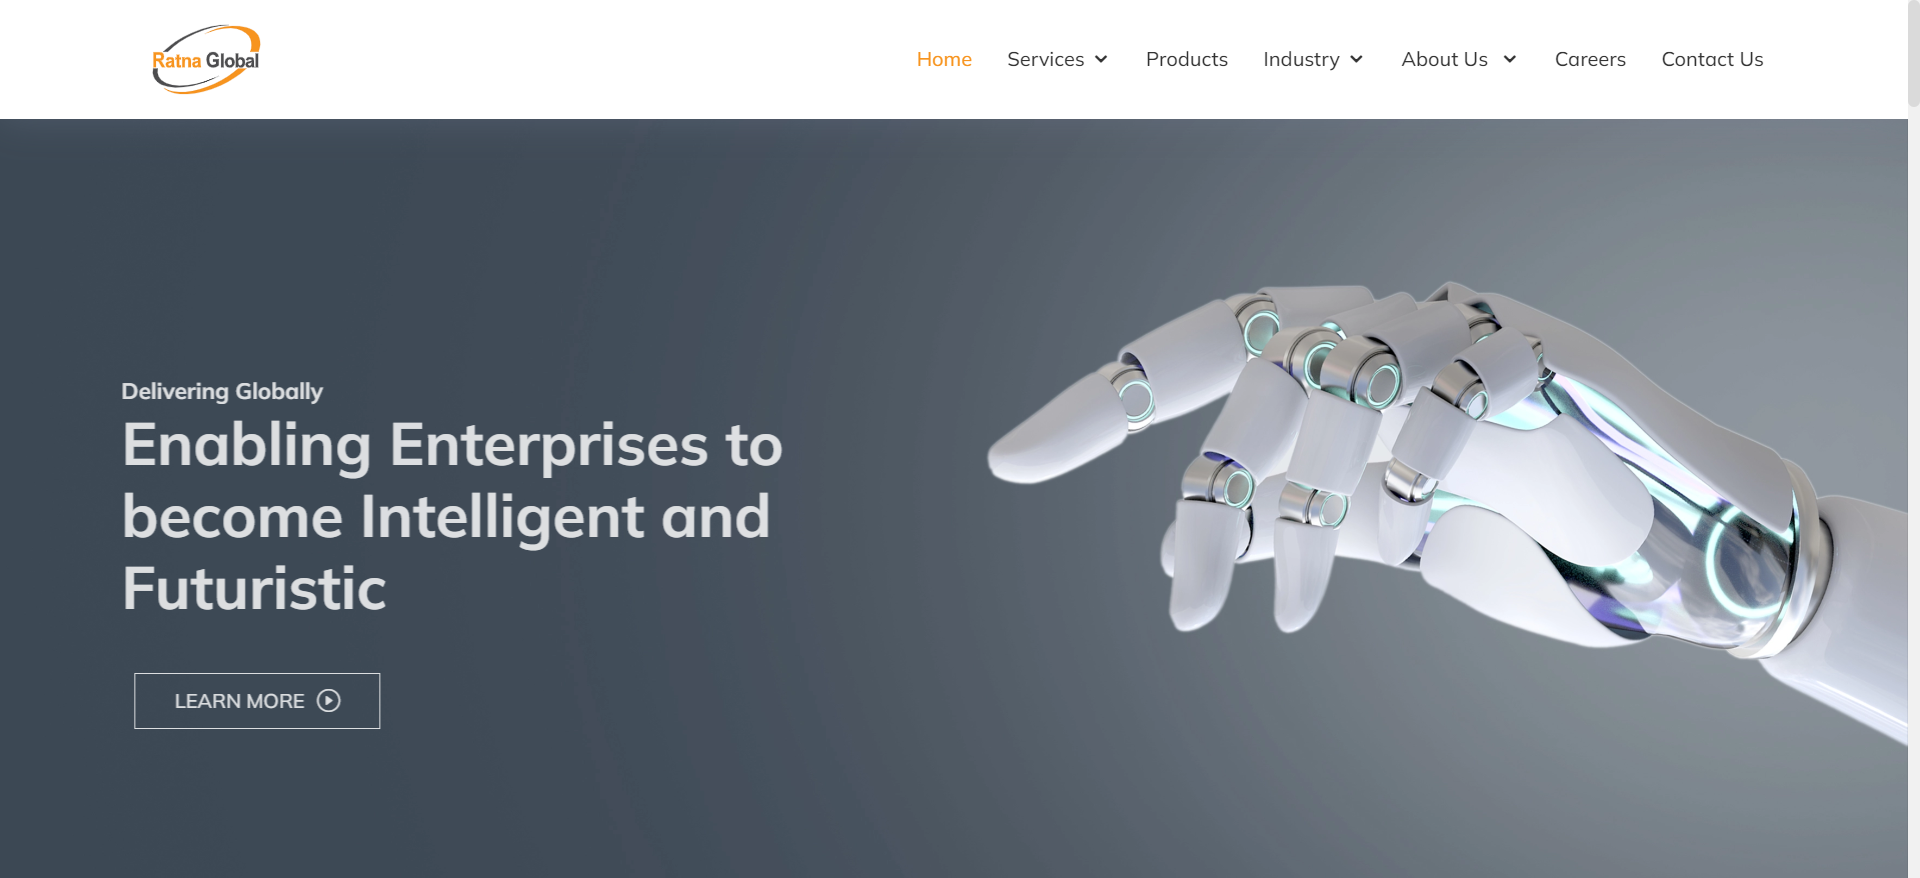 Ratna Global
Home Services Products Industry About Us Careers Contact Us
Delivering Globally
Enabling Enterprises to
become Intelligent and
Futuristic
LEARN MORE